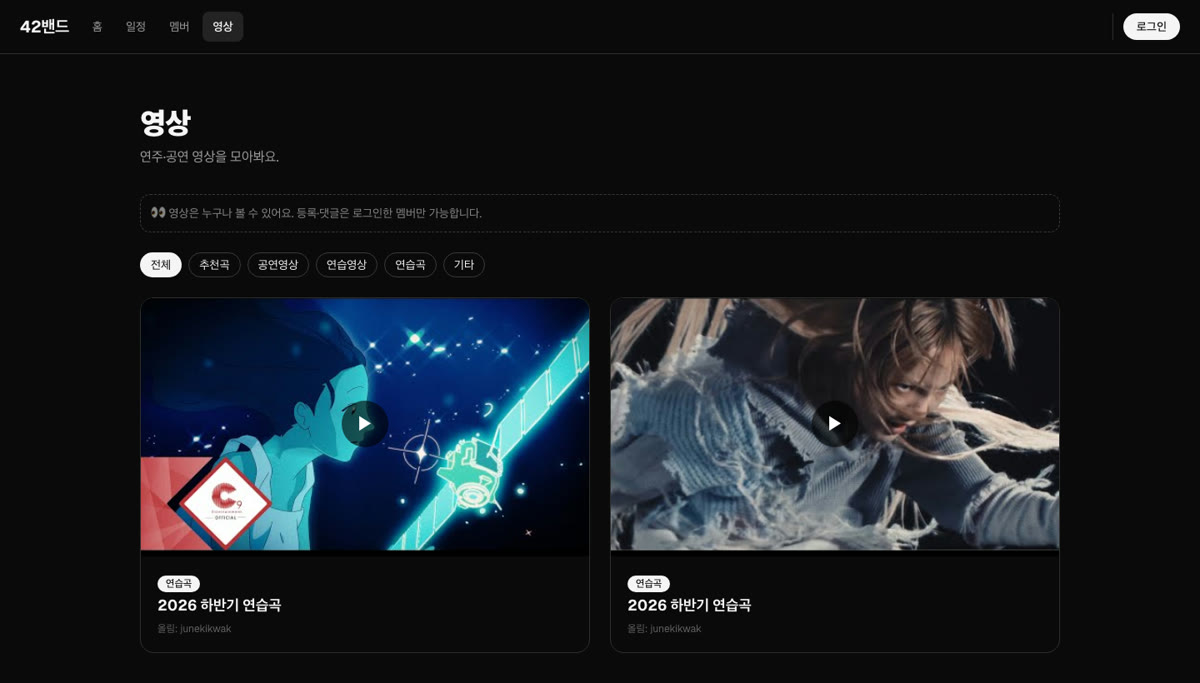 42밴드 홈 일정 멤버 영상 로그인
영상
연주·공연 영상을 모아봐요.
👀 영상은 누구나 볼 수 있어요. 등록·댓글은 로그인한 멤버만 가능합니다.
전체 추천곡 공연영상 연습영상 연습곡 기타
C9
Entertainment
OFFICIAL
연습곡
2026 하반기 연습곡
올림: junekikwak
연습곡
2026 하반기 연습곡
올림: junekikwak